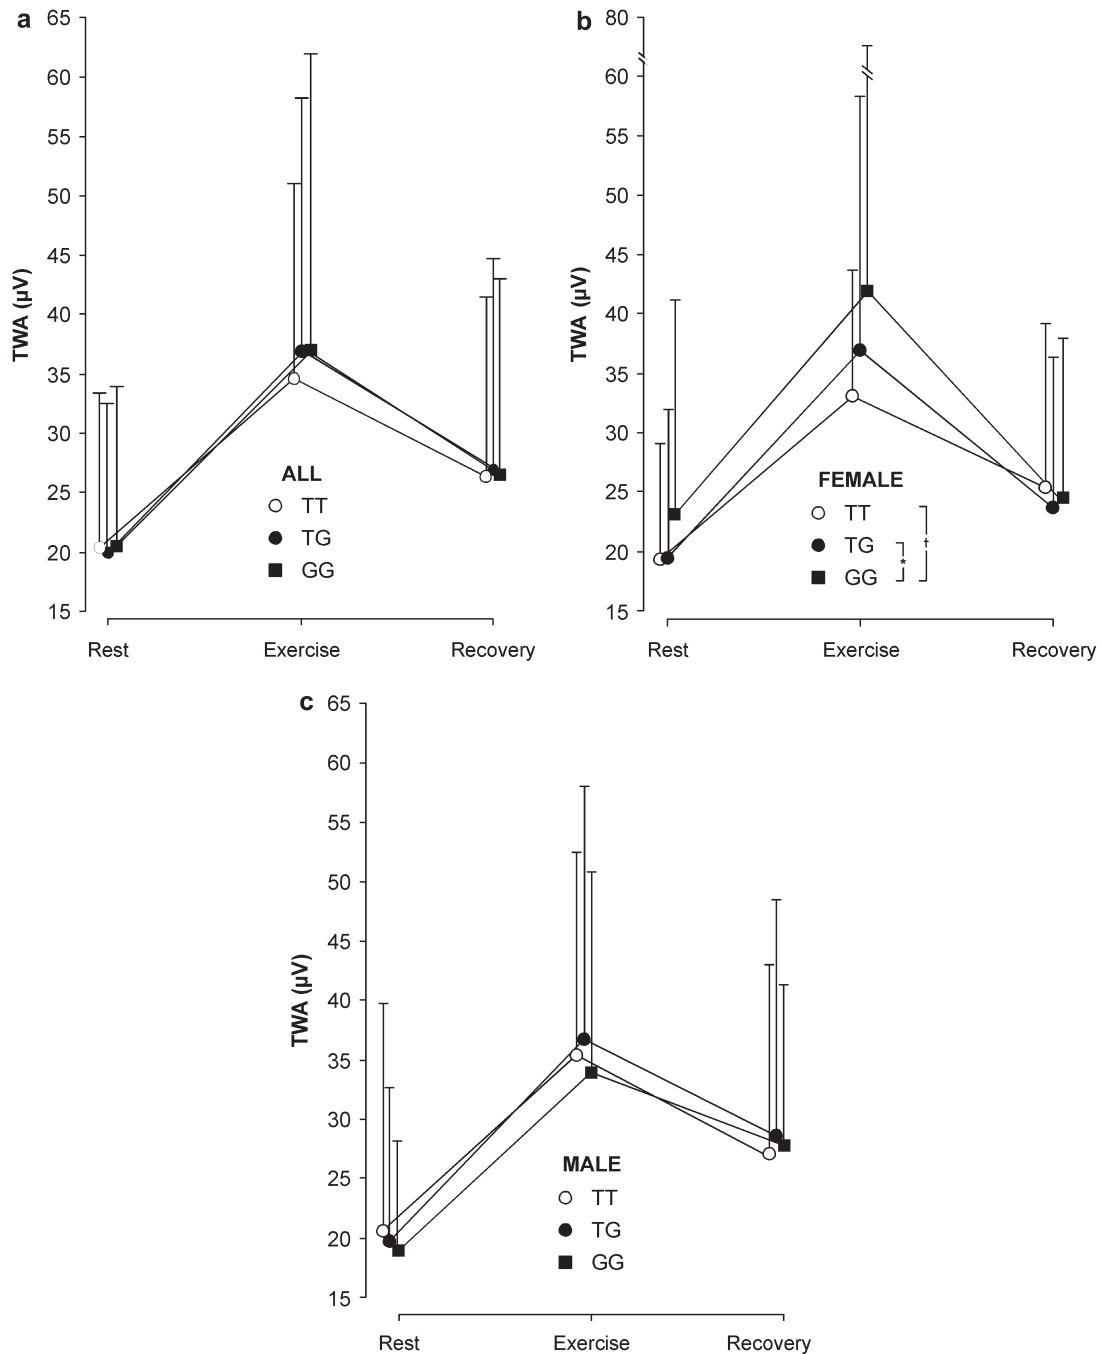 a
65
60
55
50
45
40
35
30
25
20
15
TWA (µV)
ALL
TT
TG
GG
Rest Exercise Recovery
b
80
60
55
50
45
40
35
30
25
20
15
TWA (µV)
FEMALE
TT
TG
GG
*
†
Rest Exercise Recovery
c
65
60
55
50
45
40
35
30
25
20
15
TWA (µV)
MALE
TT
TG
GG
Rest Exercise Recovery